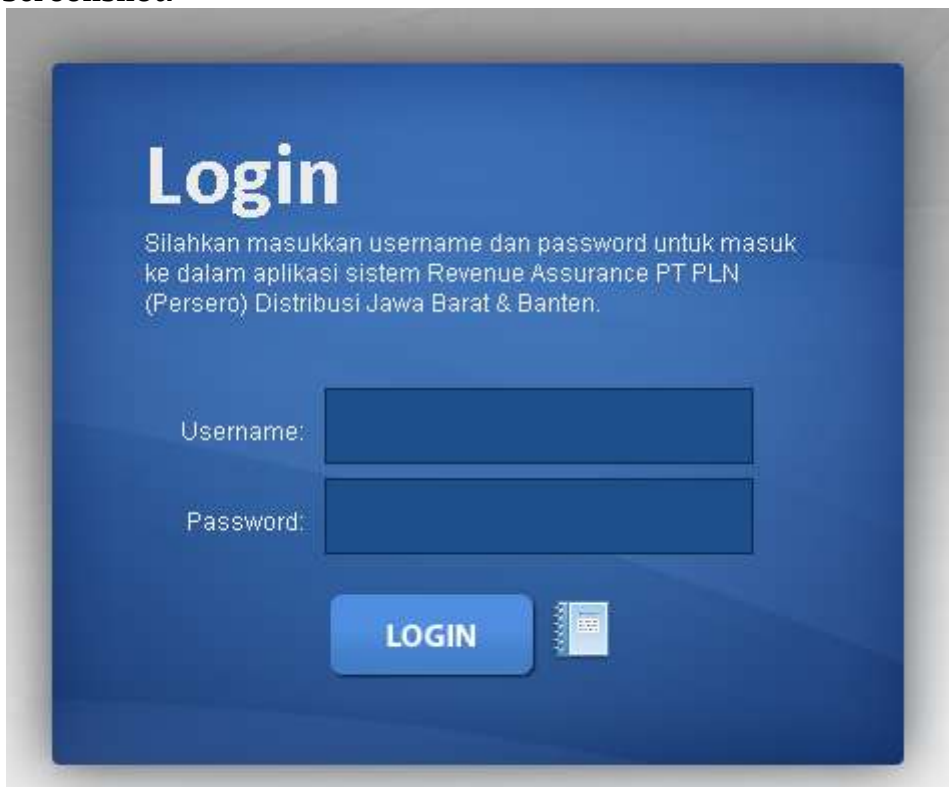 Login
Silahkan masukkan username dan password untuk masuk
ke dalam aplikasi sistem Revenue Assurance PT PLN
(Persero) Distribusi Jawa Barat & Banten.
Username:
Password:
LOGIN